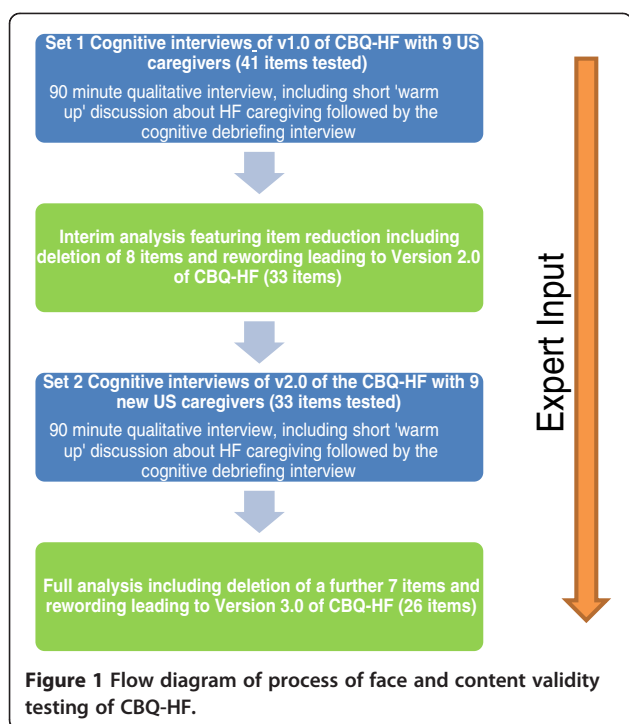 Set 1 Cognitive interviews of v1.0 of CBQ-HF with 9 US
caregivers (41 items tested)
90 minute qualitative interview, including short 'warm
up' discussion about HF caregiving followed by the
cognitive debriefing interview
Interim analysis featuring item reduction including
deletion of 8 items and rewording leading to Version 2.0
of CBQ-HF (33 items)
Set 2 Cognitive interviews of v2.0 of the CBQ-HF with 9
new US caregivers (33 items tested)
90 minute qualitative interview, including short 'warm
up' discussion about HF caregiving followed by the
cognitive debriefing interview
Full analysis including deletion of a further 7 items and
rewording leading to Version 3.0 of CBQ-HF (26 items)
Expert Input
Figure 1 Flow diagram of process of face and content validity
testing of CBQ-HF.